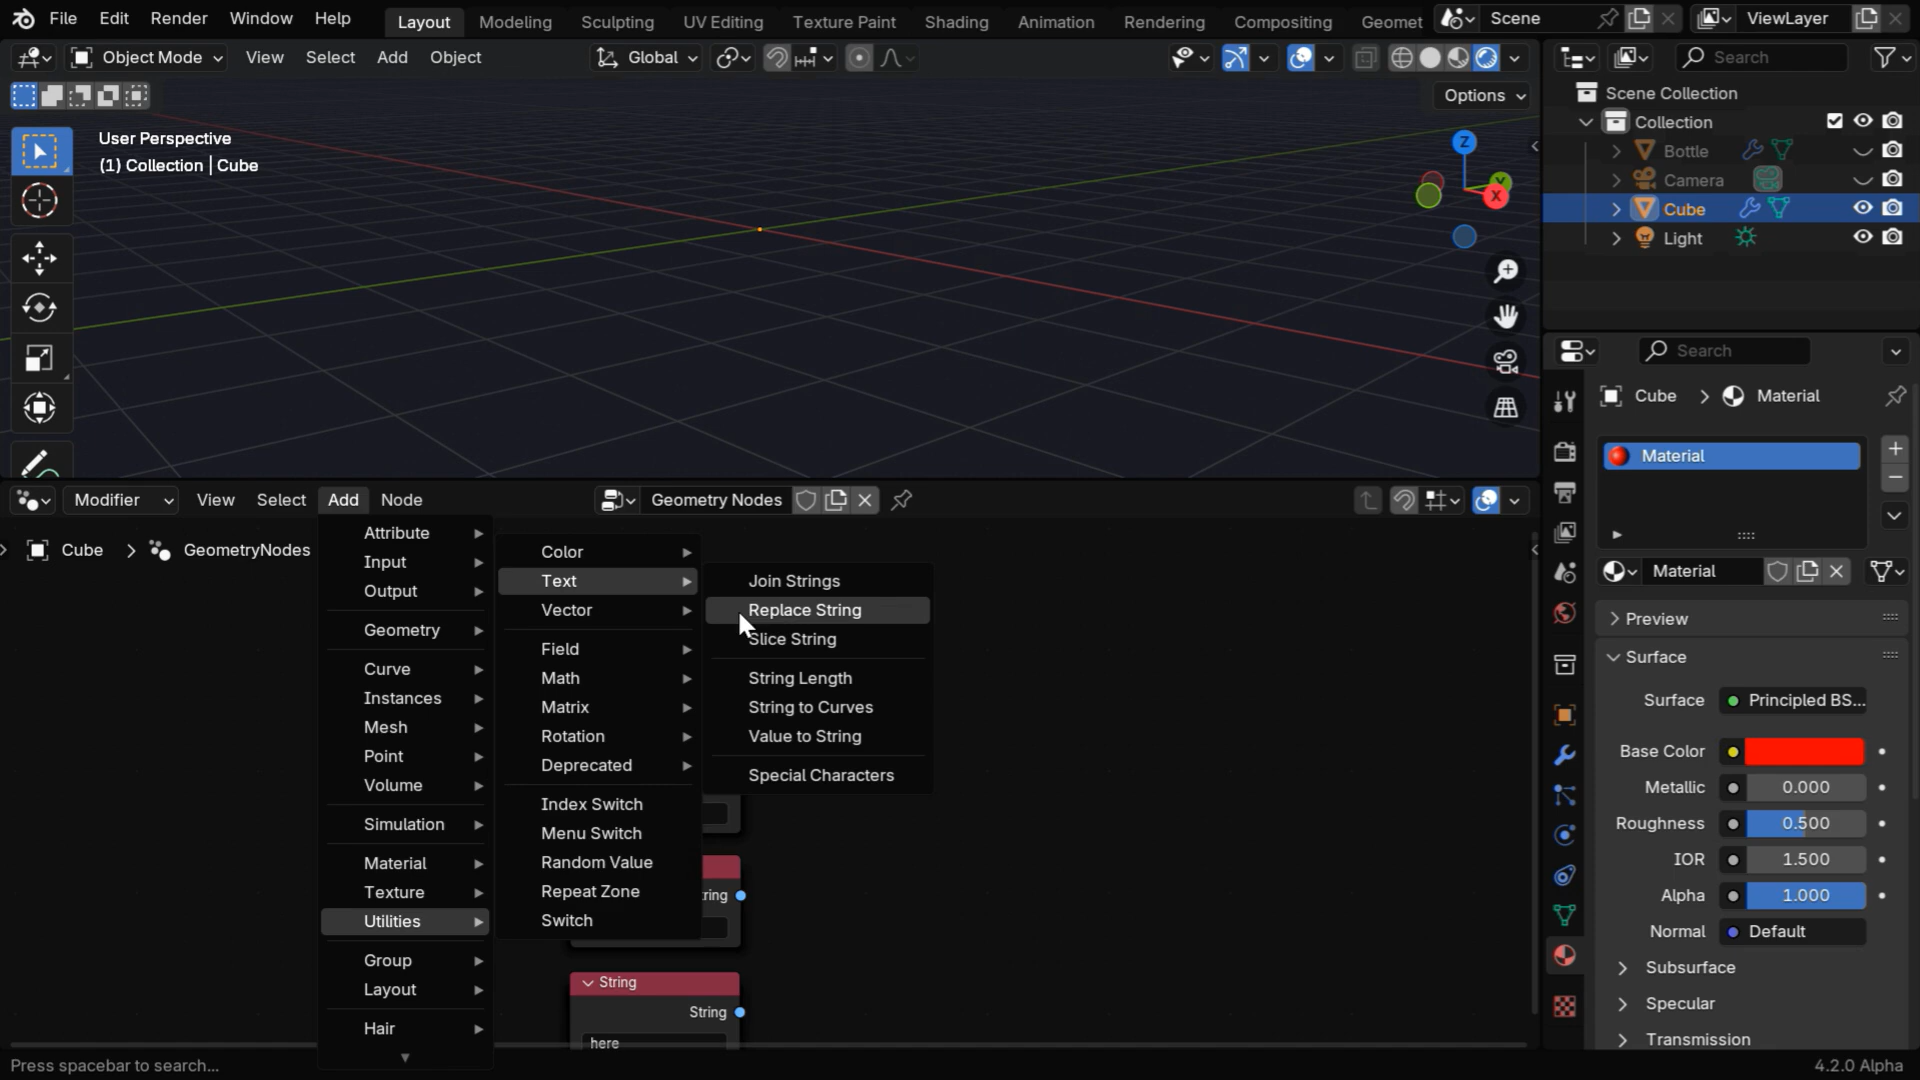 File Edit Render Window Help Layout Modeling Sculpting UV Editing Texture Paint Shading Animation Rendering Compositing Geomet Scene ViewLayer
Object Mode View Select Add Object Global Search
Options
User Perspective
(1) Collection | Cube
Z
Y
X
Scene Collection
Collection
Bottle
Camera
Cube
Light
Search
Cube > Material
Material
Material
Preview
Surface
Surface Principled BS...
Base Color
Metallic 0.000
Roughness 0.500
IOR 1.500
Alpha 1.000
Normal Default
Subsurface
Specular
Transmission
Modifier View Select Add Node Geometry Nodes
Cube > GeometryNodes
Attribute
Input
Output
Geometry
Curve
Instances
Mesh
Point
Volume
Simulation
Material
Texture
Utilities
Group
Layout
Hair
Color
Text
Vector
Field
Math
Matrix
Rotation
Deprecated
Index Switch
Menu Switch
Random Value
Repeat Zone
Switch
Join Strings
Replace String
Slice String
String Length
String to Curves
Value to String
Special Characters
ring
String
String
here
Press spacebar to search...
4.2.0 Alpha